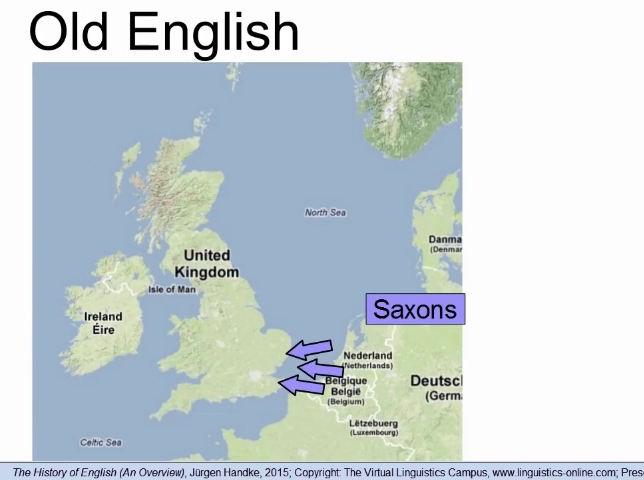 Old English
North Sea
Danma
(Denmar
United
Kingdom
Isle of Man
Ireland
Éire
Saxons
Nederland
(Netherlands)
Belgique
België
(Belgium)
Deutscl
(Germa
Lëtzebuerg
(Luxembourg)
Celtic Sea
The History of English (An Overview), Jürgen Handke, 2015; Copyright: The Virtual Linguistics Campus, www.linguistics-online.com; Pres